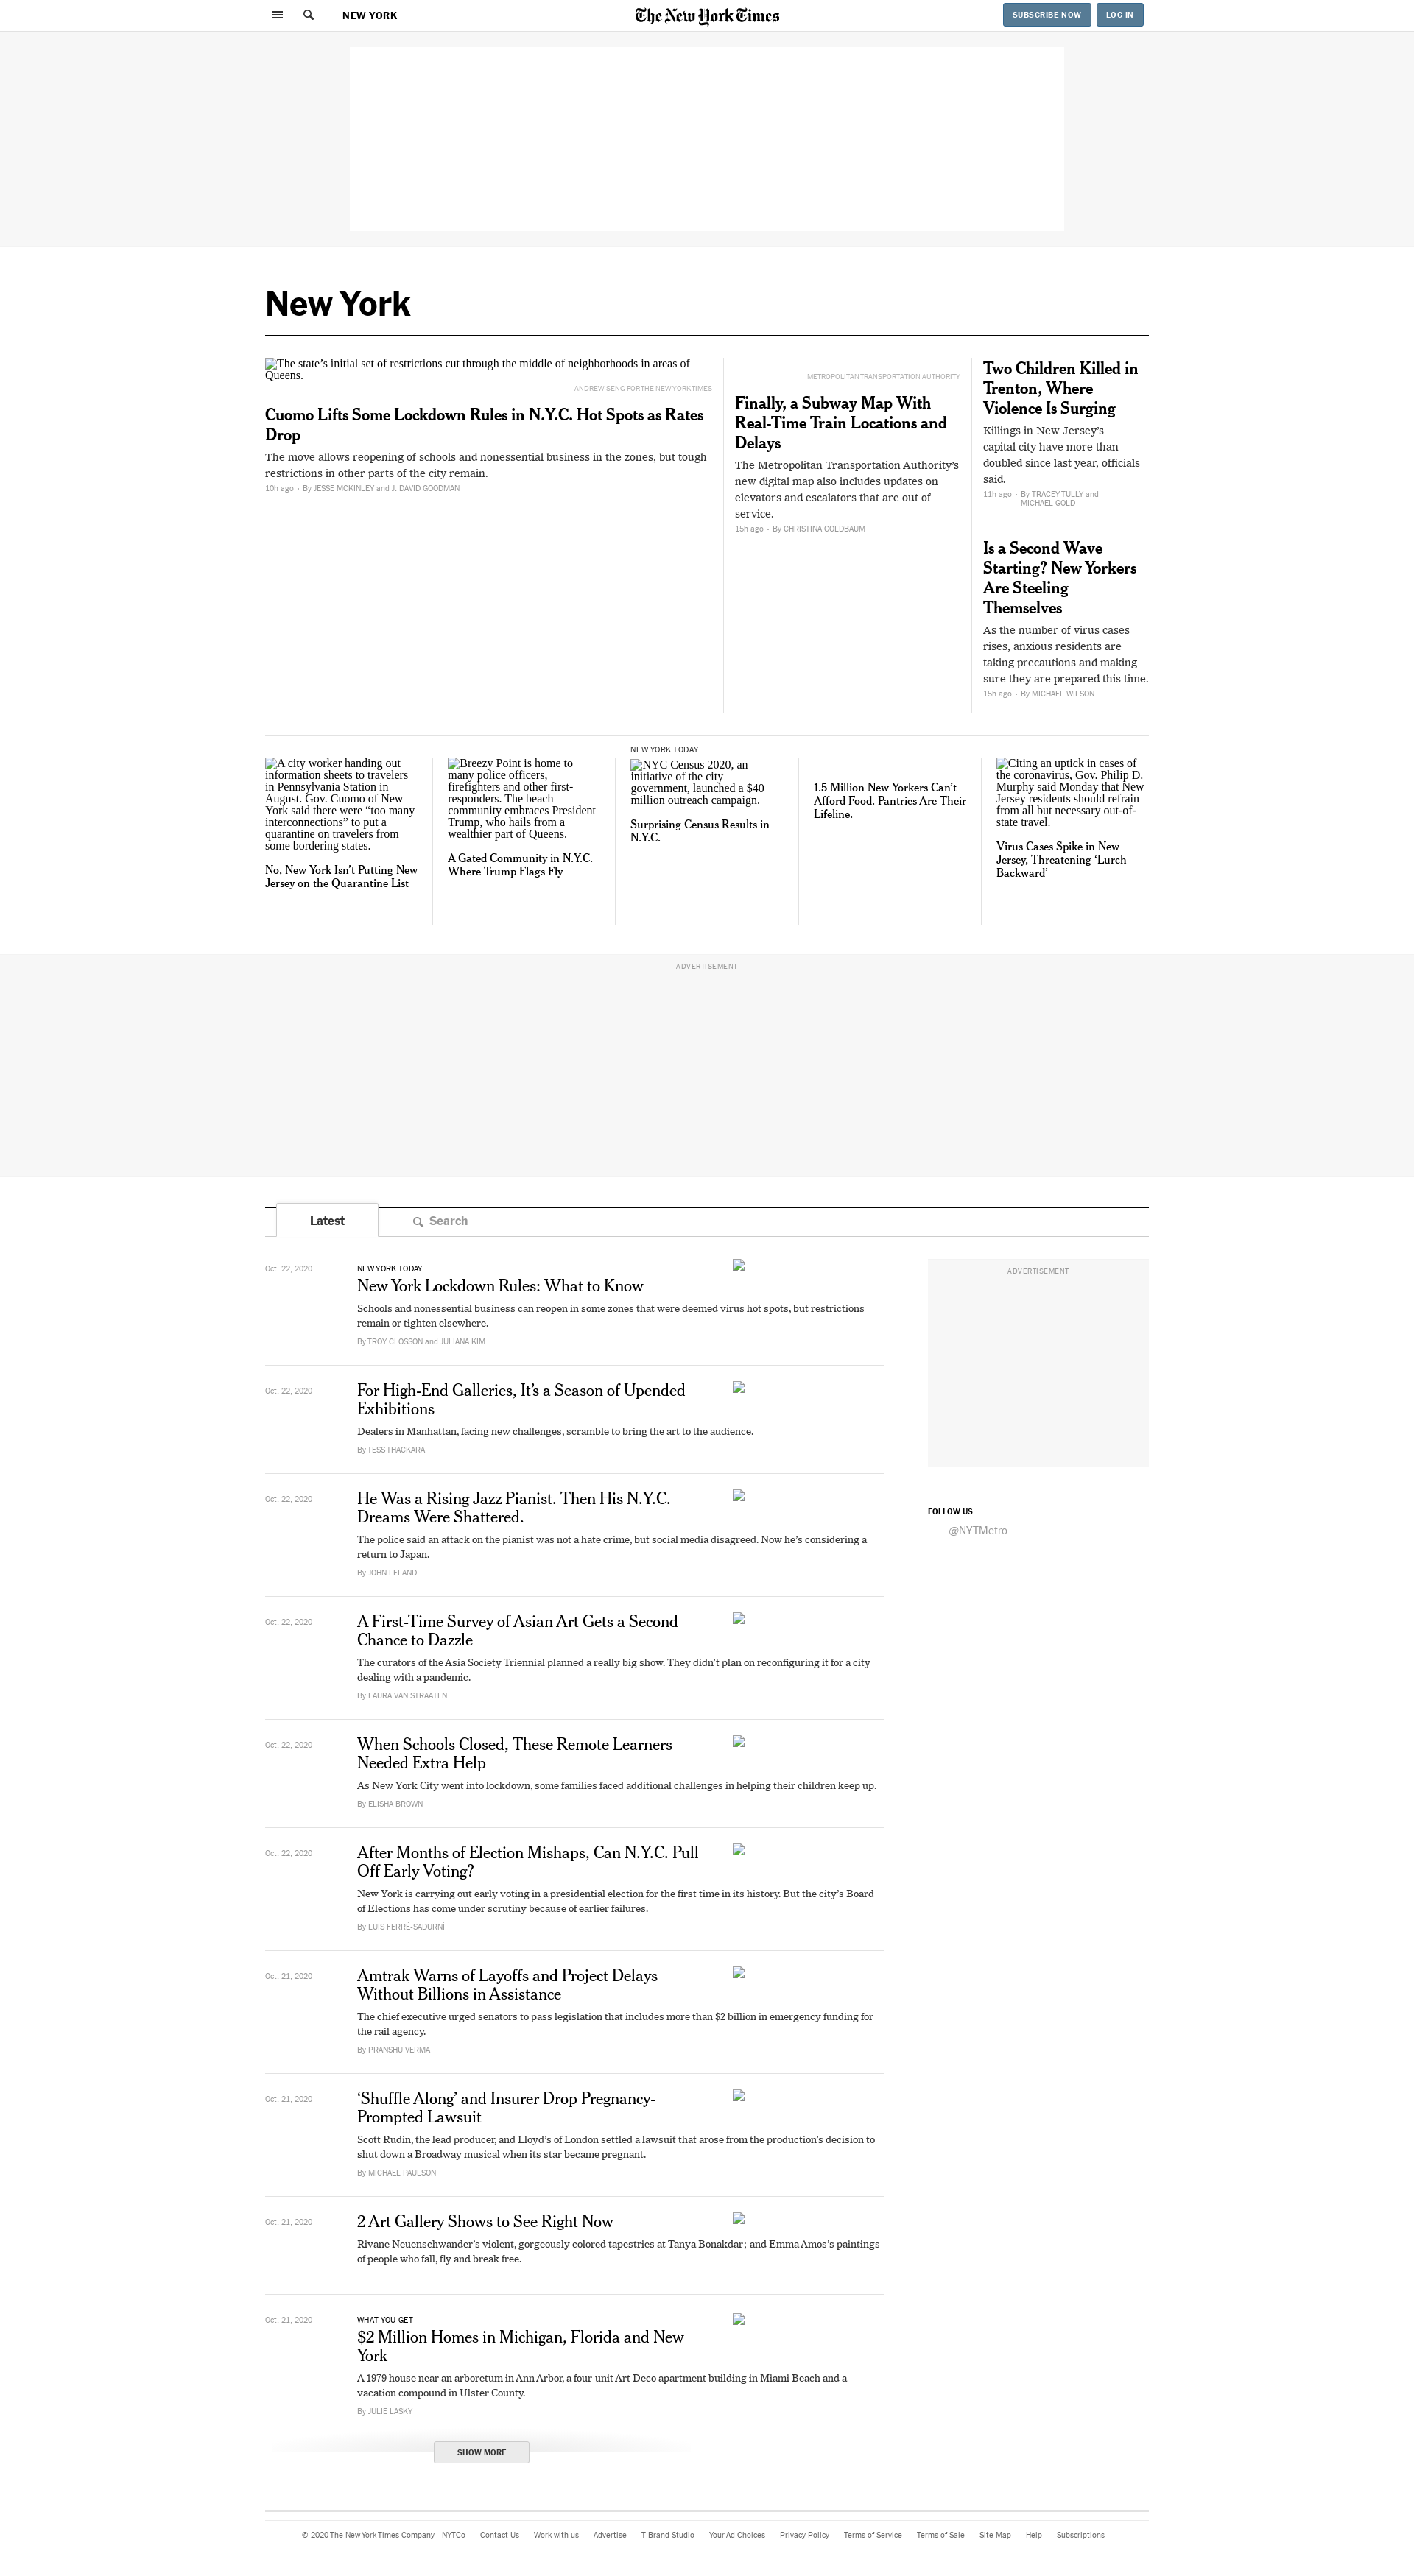 NEW YORK
The New York Times
SUBSCRIBE NOW
LOG IN
New York
The state’s initial set of restrictions cut through the middle of neighborhoods in areas of
Queens.
ANDREW SENG FOR THE NEW YORK TIMES
Cuomo Lifts Some Lockdown Rules in N.Y.C. Hot Spots as Rates
Drop
The move allows reopening of schools and nonessential business in the zones, but tough
restrictions in other parts of the city remain.
10h ago • By JESSE MCKINLEY and J. DAVID GOODMAN
METROPOLITAN TRANSPORTATION AUTHORITY
Finally, a Subway Map With
Real-Time Train Locations and
Delays
The Metropolitan Transportation Authority’s
new digital map also includes updates on
elevators and escalators that are out of
service.
15h ago • By CHRISTINA GOLDBAUM
Two Children Killed in
Trenton, Where
Violence Is Surging
Killings in New Jersey’s
capital city have more than
doubled since last year, officials
said.
11h ago • By TRACEY TULLY and
MICHAEL GOLD
Is a Second Wave
Starting? New Yorkers
Are Steeling
Themselves
As the number of virus cases
rises, anxious residents are
taking precautions and making
sure they are prepared this time.
15h ago • By MICHAEL WILSON
A city worker handing out
information sheets to travelers
in Pennsylvania Station in
August. Gov. Cuomo of New
York said there were “too many
interconnections” to put a
quarantine on travelers from
some bordering states.
No, New York Isn’t Putting New
Jersey on the Quarantine List
Breezy Point is home to
many police officers,
firefighters and other first-
responders. The beach
community embraces President
Trump, who hails from a
wealthier part of Queens.
A Gated Community in N.Y.C.
Where Trump Flags Fly
NEW YORK TODAY
NYC Census 2020, an
initiative of the city
government, launched a $40
million outreach campaign.
Surprising Census Results in
N.Y.C.
1.5 Million New Yorkers Can’t
Afford Food. Pantries Are Their
Lifeline.
Citing an uptick in cases of
the coronavirus, Gov. Philip D.
Murphy said Monday that New
Jersey residents should refrain
from all but necessary out-of-
state travel.
Virus Cases Spike in New
Jersey, Threatening ‘Lurch
Backward’
ADVERTISEMENT
Latest
Search
Oct. 22, 2020
NEW YORK TODAY
New York Lockdown Rules: What to Know
Schools and nonessential business can reopen in some zones that were deemed virus hot spots, but restrictions
remain or tighten elsewhere.
By TROY CLOSSON and JULIANA KIM
Oct. 22, 2020
For High-End Galleries, It’s a Season of Upended
Exhibitions
Dealers in Manhattan, facing new challenges, scramble to bring the art to the audience.
By TESS THACKARA
Oct. 22, 2020
He Was a Rising Jazz Pianist. Then His N.Y.C.
Dreams Were Shattered.
The police said an attack on the pianist was not a hate crime, but social media disagreed. Now he’s considering a
return to Japan.
By JOHN LELAND
Oct. 22, 2020
A First-Time Survey of Asian Art Gets a Second
Chance to Dazzle
The curators of the Asia Society Triennial planned a really big show. They didn’t plan on reconfiguring it for a city
dealing with a pandemic.
By LAURA VAN STRAATEN
Oct. 22, 2020
When Schools Closed, These Remote Learners
Needed Extra Help
As New York City went into lockdown, some families faced additional challenges in helping their children keep up.
By ELISHA BROWN
Oct. 22, 2020
After Months of Election Mishaps, Can N.Y.C. Pull
Off Early Voting?
New York is carrying out early voting in a presidential election for the first time in its history. But the city’s Board
of Elections has come under scrutiny because of earlier failures.
By LUIS FERRÉ-SADURNÍ
Oct. 21, 2020
Amtrak Warns of Layoffs and Project Delays
Without Billions in Assistance
The chief executive urged senators to pass legislation that includes more than $2 billion in emergency funding for
the rail agency.
By PRANSHU VERMA
Oct. 21, 2020
‘Shuffle Along’ and Insurer Drop Pregnancy-
Prompted Lawsuit
Scott Rudin, the lead producer, and Lloyd’s of London settled a lawsuit that arose from the production’s decision to
shut down a Broadway musical when its star became pregnant.
By MICHAEL PAULSON
Oct. 21, 2020
2 Art Gallery Shows to See Right Now
Rivane Neuenschwander’s violent, gorgeously colored tapestries at Tanya Bonakdar; and Emma Amos’s paintings
of people who fall, fly and break free.
Oct. 21, 2020
WHAT YOU GET
$2 Million Homes in Michigan, Florida and New
York
A 1979 house near an arboretum in Ann Arbor, a four-unit Art Deco apartment building in Miami Beach and a
vacation compound in Ulster County.
By JULIE LASKY
SHOW MORE
ADVERTISEMENT
FOLLOW US
@NYTMetro
© 2020 The New York Times Company NYTCo Contact Us Work with us Advertise T Brand Studio Your Ad Choices Privacy Policy Terms of Service Terms of Sale Site Map Help Subscriptions